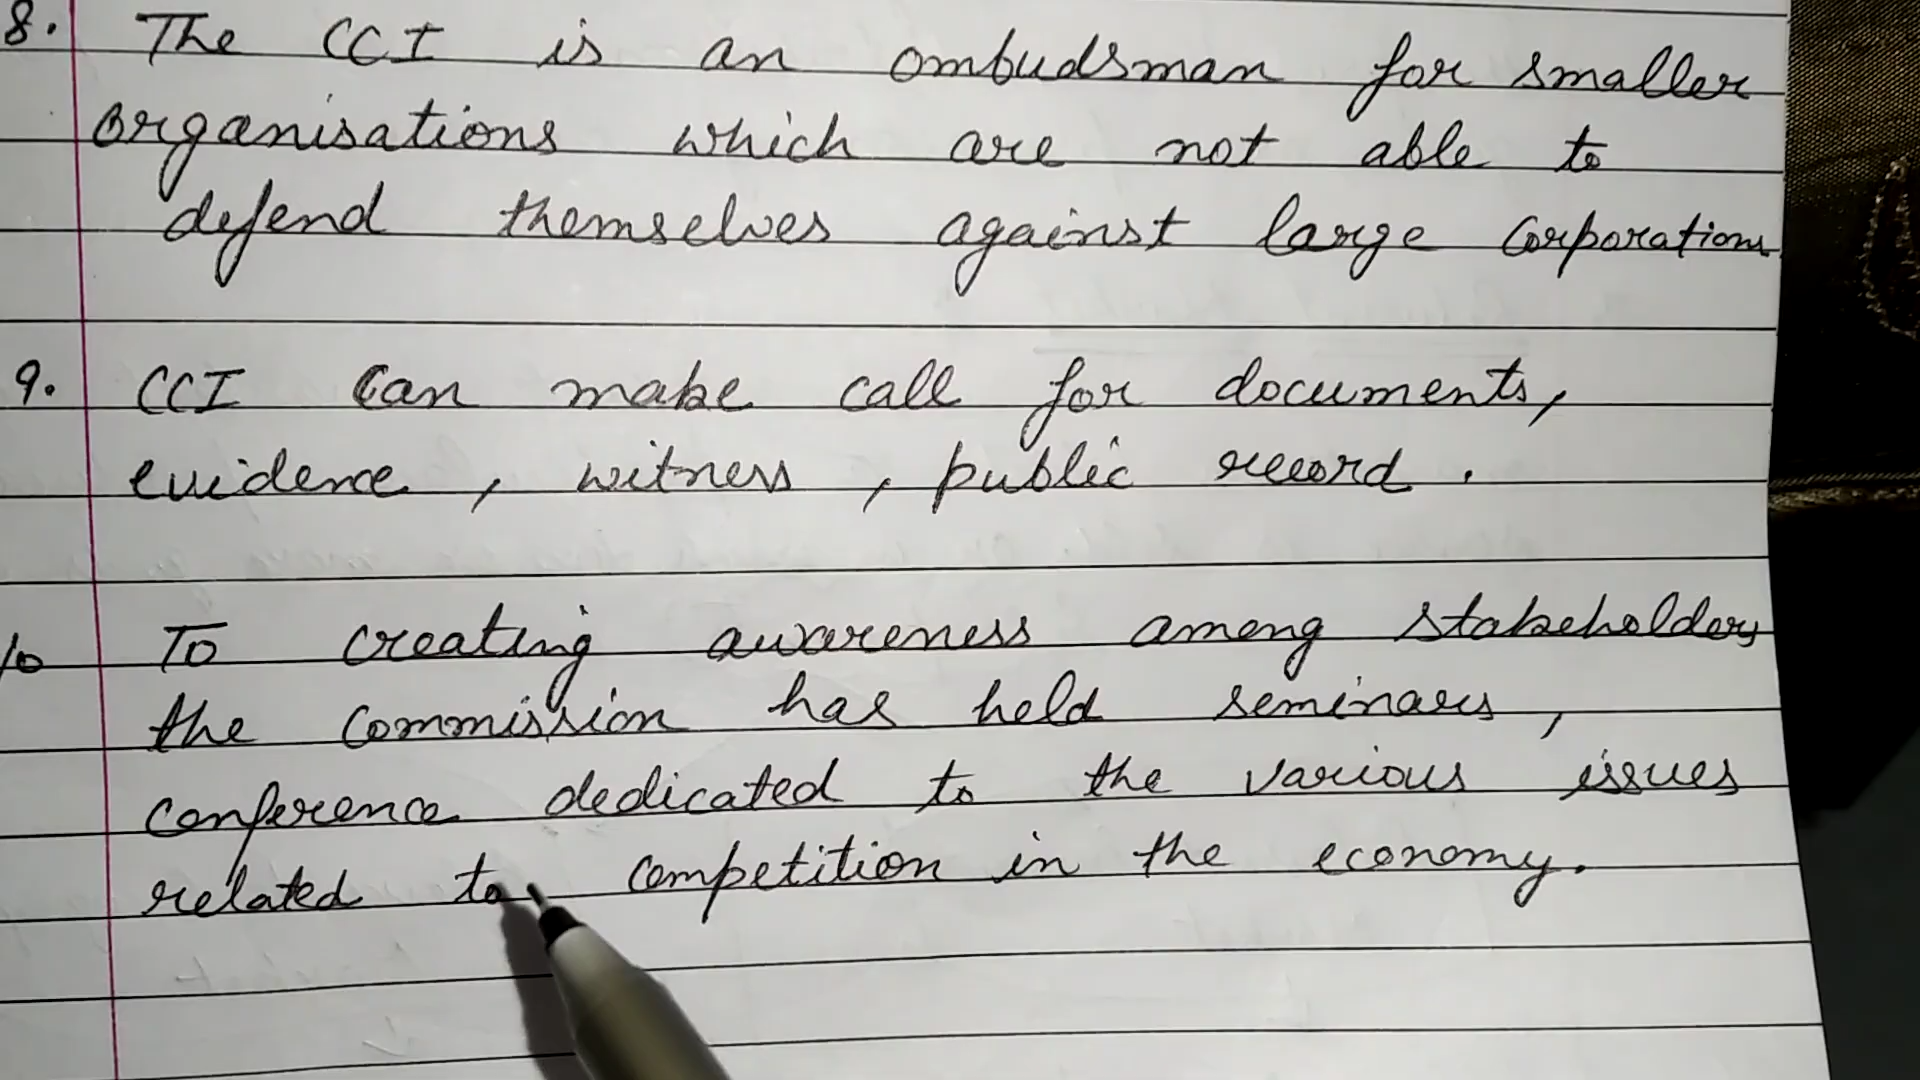 8. The CCI is an ombudsman for smaller
organisations which are not able to
defend themselves against large corporations
9. CCI can make call for documents,
evidence, witness, public record.
10 To creating awareness among stakeholders
the commission has held seminars,
conference dedicated to the various issues
related to competition in the economy.